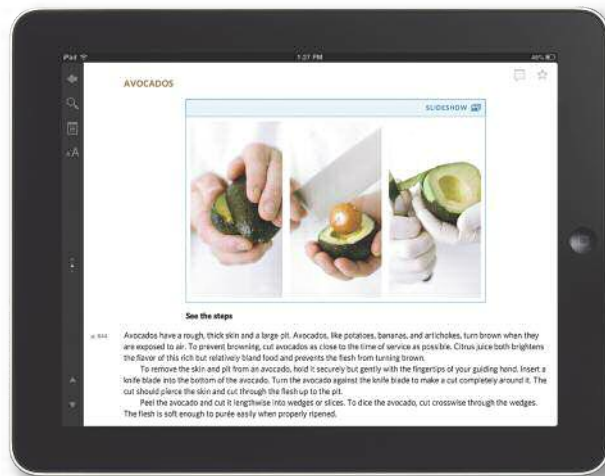 iPad
1:27 PM
46%
AVOCADOS
SLIDESHOW
A
See the steps
p. 644
Avocados have a rough, thick skin and a large pit. Avocados, like potatoes, bananas, and artichokes, turn brown when they
are exposed to air. To prevent browning, cut avocados as close to the time of service as possible. Citrus juice both brightens
the flavor of this rich but relatively bland food and prevents the flesh from turning brown.
To remove the skin and pit from an avocado, hold it securely but gently with the fingertips of your guiding hand. Insert a
knife blade into the bottom of the avocado. Turn the avocado against the knife blade to make a cut completely around it. The
cut should pierce the skin and cut through the flesh up to the pit.
Peel the avocado and cut it lengthwise into wedges or slices. To dice the avocado, cut crosswise through the wedges.
The flesh is soft enough to purée easily when properly ripened.